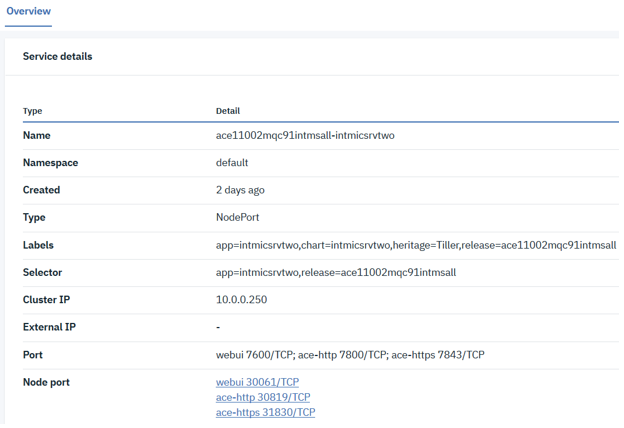 Overview
Service details
Type Detail
Name ace11002mqc91intmsall-intmicsrvtwo
Namespace default
Created 2 days ago
Type NodePort
Labels app=intmicsrvtwo,chart=intmicsrvtwo,heritage=Tiller,release=ace11002mqc91intmsall
Selector app=intmicsrvtwo,release=ace11002mqc91intmsall
Cluster IP 10.0.0.250
External IP -
Port webui 7600/TCP; ace-http 7800/TCP; ace-https 7843/TCP
Node port webui 30061/TCP
ace-http 30819/TCP
ace-https 31830/TCP